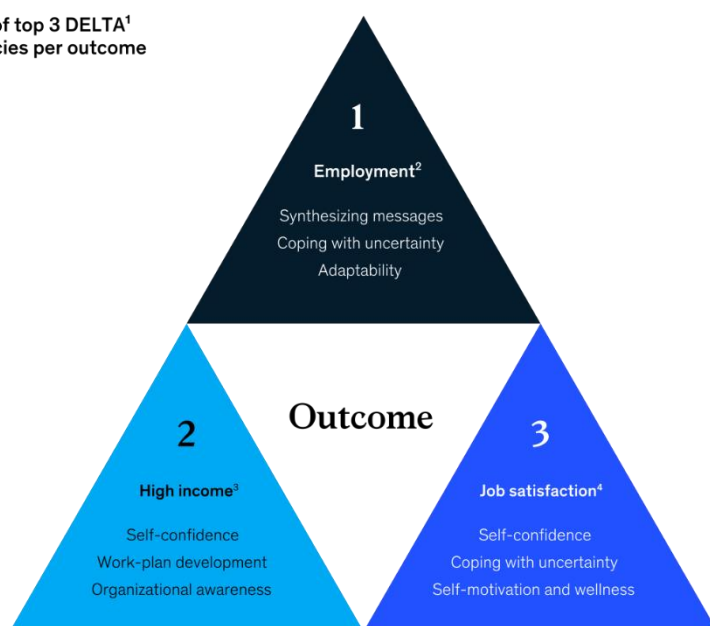 of top 3 DELTA¹
cies per outcome
1
Employment²
Synthesizing messages
Coping with uncertainty
Adaptability
Outcome
2
High income³
Self-confidence
Work-plan development
Organizational awareness
3
Job satisfaction⁴
Self-confidence
Coping with uncertainty
Self-motivation and wellness